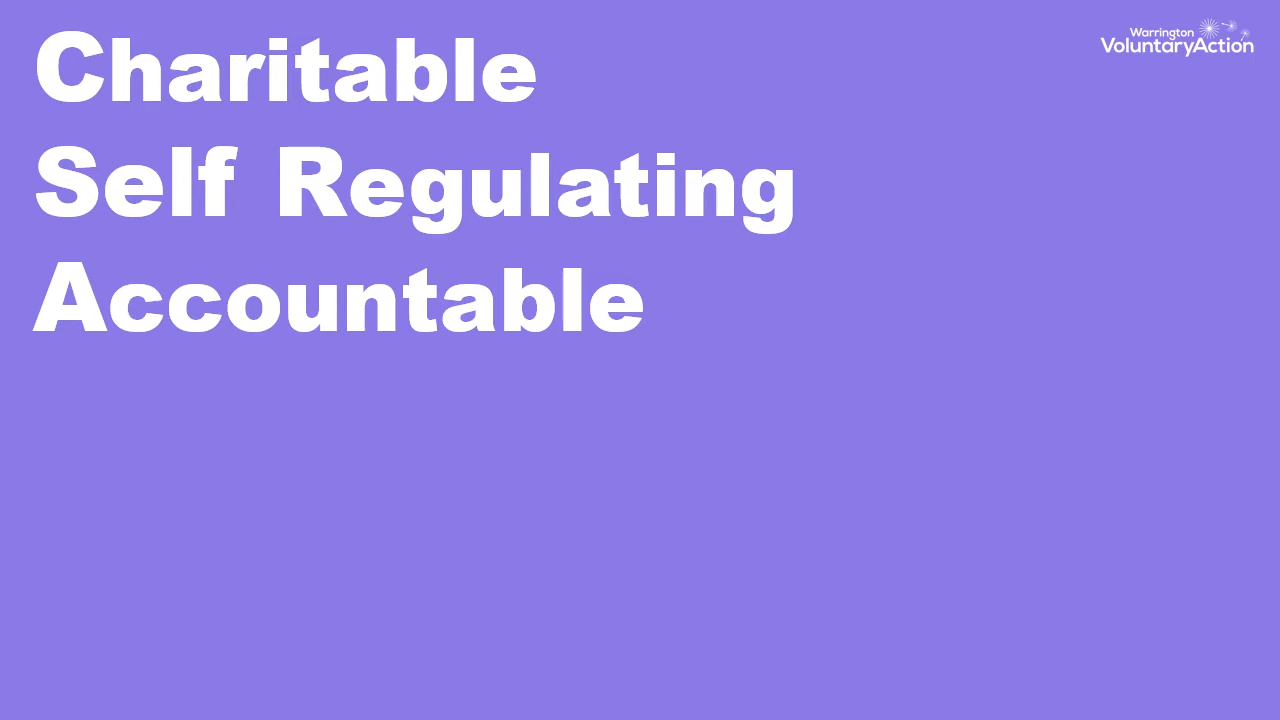 Charitable
Self Regulating
Accountable
Warrington
VoluntaryAction